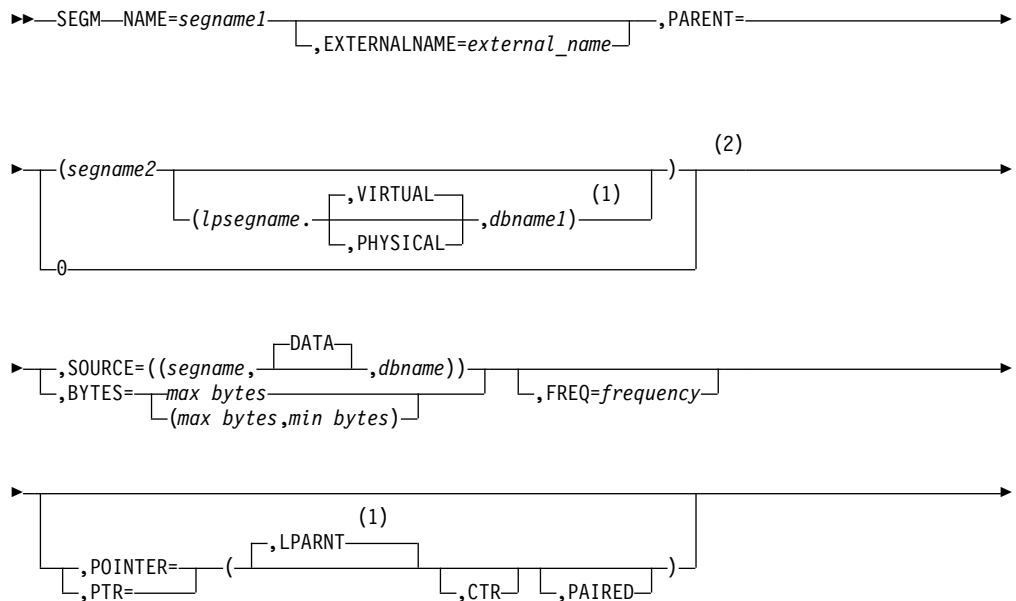 SEGM NAME=segname1 ,PARENT=
,EXTERNALNAME=external_name
(2)
(segname2 )
,VIRTUAL (1)
(lpsegname. ,dbname1)
,PHYSICAL
0
DATA
,SOURCE=((segname, ,dbname))
,BYTES= max bytes ,FREQ=frequency
(max bytes,min bytes)
(1)
,LPARNT
,POINTER= ( )
,PTR= ,CTR ,PAIRED